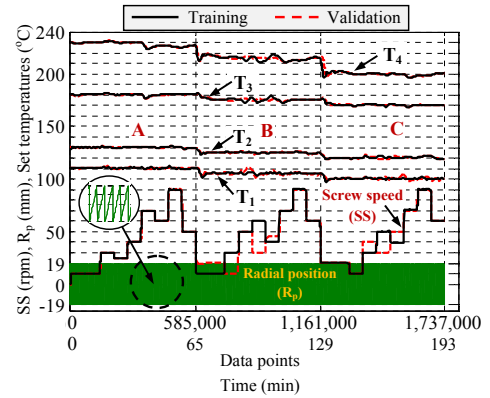 Training Validation
SS (rpm), Rp (mm), Set temperatures (°C)
240
200
150
100
50
19
0
-19
T4
T3
A B C
T2
T1
Screw speed
(SS)
Radial position
(Rp)
0 585,000 1,161,000 1,737,000
0 65 129 193
Data points
Time (min)